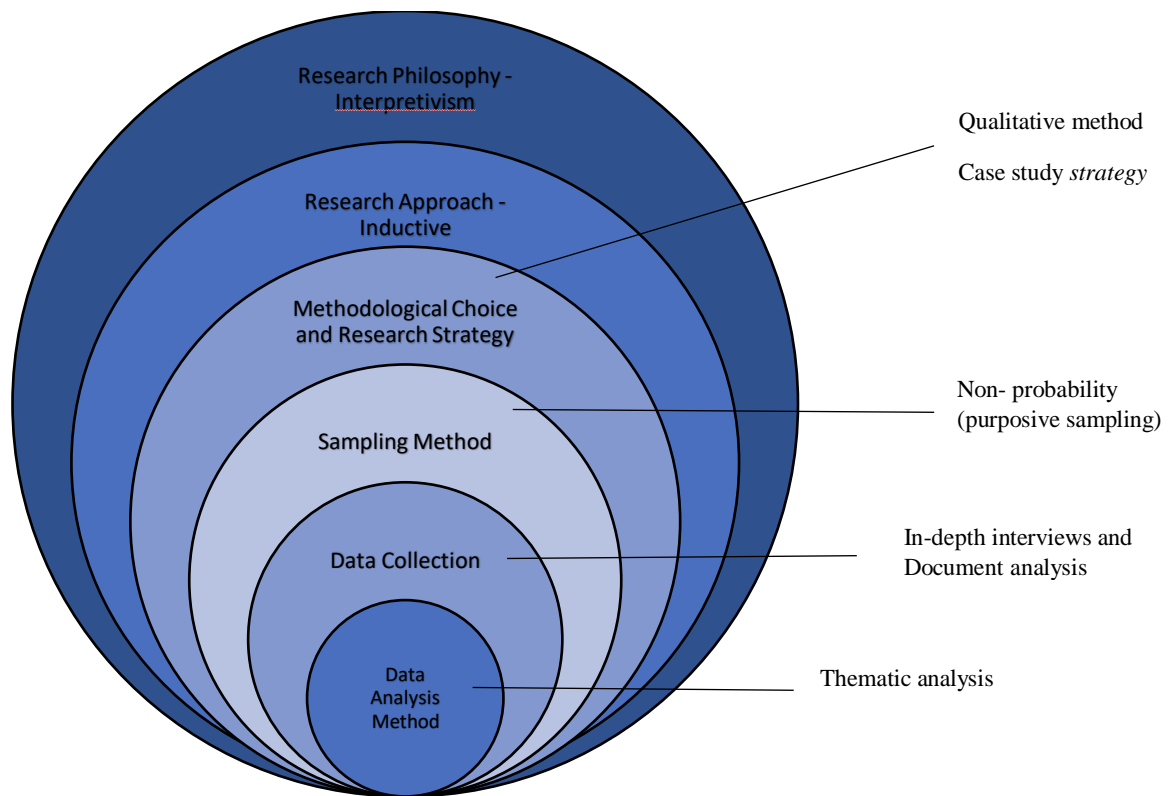 Research Philosophy -
Interpretivism
Research Approach -
Inductive
Methodological Choice
and Research Strategy
Sampling Method
Data Collection
Data
Analysis
Method
Qualitative method
Case study strategy
Non- probability
(purposive sampling)
In-depth interviews and
Document analysis
Thematic analysis